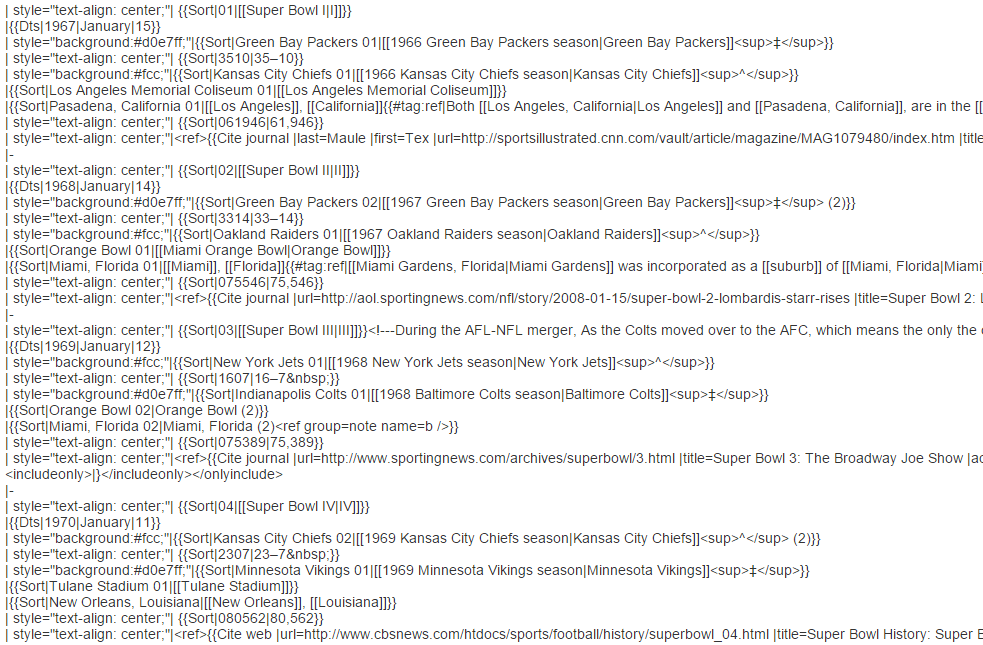 | style="text-align: center;"| {{Sort|01|[[Super Bowl I|I]]}}
|{{Dts|1967|January|15}}
| style="background:#d0e7ff;"|{{Sort|Green Bay Packers 01|[[1966 Green Bay Packers season|Green Bay Packers]]<sup>‡</sup>}}
| style="text-align: center;"| {{Sort|3510|35–10}}
| style="background:#fcc;"|{{Sort|Kansas City Chiefs 01|[[1966 Kansas City Chiefs season|Kansas City Chiefs]]<sup>^</sup>}}
|{{Sort|Los Angeles Memorial Coliseum 01|[[Los Angeles Memorial Coliseum]]}}
|{{Sort|Pasadena, California 01|[[Los Angeles]], [[California]]{{#tag:ref|Both [[Los Angeles, California|Los Angeles]] and [[Pasadena, California]], are in the [[
| style="text-align: center;"| {{Sort|061946|61,946}}
| style="text-align: center;"|<ref>{{Cite journal |last=Maule |first=Tex |url=http://sportsillustrated.cnn.com/vault/article/magazine/MAG1079480/index.htm |title
|-
| style="text-align: center;"| {{Sort|02|[[Super Bowl II|II]]}}
|{{Dts|1968|January|14}}
| style="background:#d0e7ff;"|{{Sort|Green Bay Packers 02|[[1967 Green Bay Packers season|Green Bay Packers]]<sup>‡</sup> (2)}}
| style="text-align: center;"| {{Sort|3314|33–14}}
| style="background:#fcc;"|{{Sort|Oakland Raiders 01|[[1967 Oakland Raiders season|Oakland Raiders]]<sup>^</sup>}}
|{{Sort|Orange Bowl 01|[[Miami Orange Bowl|Orange Bowl]]}}
|{{Sort|Miami, Florida 01|[[Miami]], [[Florida]]{{#tag:ref|[[Miami Gardens, Florida|Miami Gardens]] was incorporated as a [[suburb]] of [[Miami, Florida|Miami
| style="text-align: center;"| {{Sort|075546|75,546}}
| style="text-align: center;"|<ref>{{Cite journal |url=http://aol.sportingnews.com/nfl/story/2008-01-15/super-bowl-2-lombardis-starr-rises |title=Super Bowl 2:
|-
| style="text-align: center;"| {{Sort|03|[[Super Bowl III|III]]}}<!---During the AFL-NFL merger, As the Colts moved over to the AFC, which means the only the
|{{Dts|1969|January|12}}
| style="background:#fcc;"|{{Sort|New York Jets 01|[[1968 New York Jets season|New York Jets]]<sup>^</sup>}}
| style="text-align: center;"| {{Sort|1607|16–7&nbsp;}}
| style="background:#d0e7ff;"|{{Sort|Indianapolis Colts 01|[[1968 Baltimore Colts season|Baltimore Colts]]<sup>‡</sup>}}
|{{Sort|Orange Bowl 02|Orange Bowl (2)}}
|{{Sort|Miami, Florida 02|Miami, Florida (2)<ref group=note name=b />}}
| style="text-align: center;"| {{Sort|075389|75,389}}
| style="text-align: center;"|<ref>{{Cite journal |url=http://www.sportingnews.com/archives/superbowl/3.html |title=Super Bowl 3: The Broadway Joe Show
<includeonly>|}</includeonly></onlyinclude>
|-
| style="text-align: center;"| {{Sort|04|[[Super Bowl IV|IV]]}}
|{{Dts|1970|January|11}}
| style="background:#fcc;"|{{Sort|Kansas City Chiefs 02|[[1969 Kansas City Chiefs season|Kansas City Chiefs]]<sup>^</sup> (2)}}
| style="text-align: center;"| {{Sort|2307|23–7&nbsp;}}
| style="background:#d0e7ff;"|{{Sort|Minnesota Vikings 01|[[1969 Minnesota Vikings season|Minnesota Vikings]]<sup>‡</sup>}}
|{{Sort|Tulane Stadium 01|[[Tulane Stadium]]}}
|{{Sort|New Orleans, Louisiana|[[New Orleans]], [[Louisiana]]}}
| style="text-align: center;"| {{Sort|080562|80,562}}
| style="text-align: center;"|<ref>{{Cite web |url=http://www.cbsnews.com/htdocs/sports/football/history/superbowl_04.html |title=Super Bowl History: Super